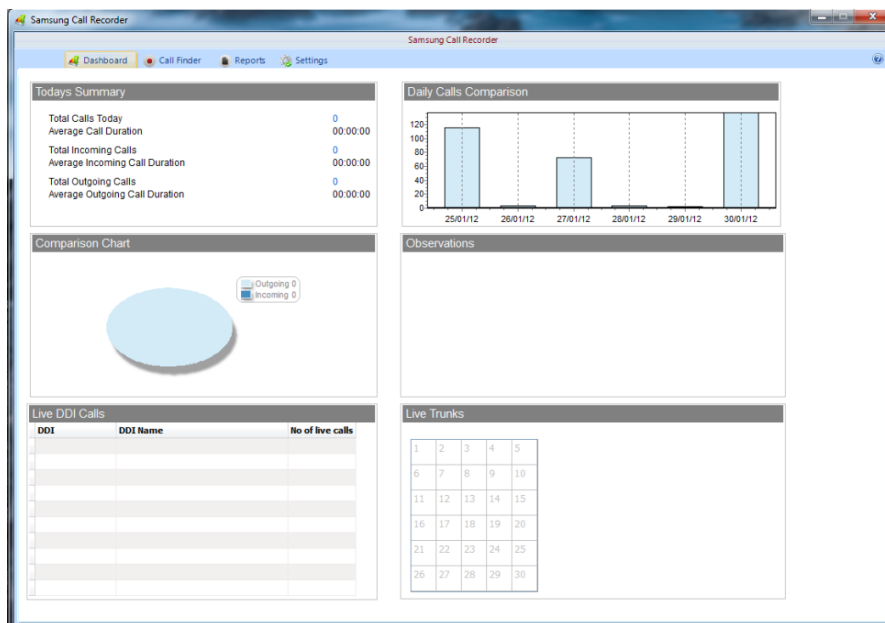 Samsung Call Recorder
Samsung Call Recorder
Dashboard Call Finder Reports Settings
Todays Summary
Total Calls Today 0
Average Call Duration 00:00:00
Total Incoming Calls 0
Average Incoming Call Duration 00:00:00
Total Outgoing Calls 0
Average Outgoing Call Duration 00:00:00
Daily Calls Comparison
120
100
80
60
40
20
0
25/01/12 26/01/12 27/01/12 28/01/12 29/01/12 30/01/12
Comparison Chart
Outgoing 0
Incoming 0
Observations
Live DDI Calls
DDI DDI Name No of live calls
Live Trunks
1 2 3 4 5
6 7 8 9 10
11 12 13 14 15
16 17 18 19 20
21 22 23 24 25
26 27 28 29 30